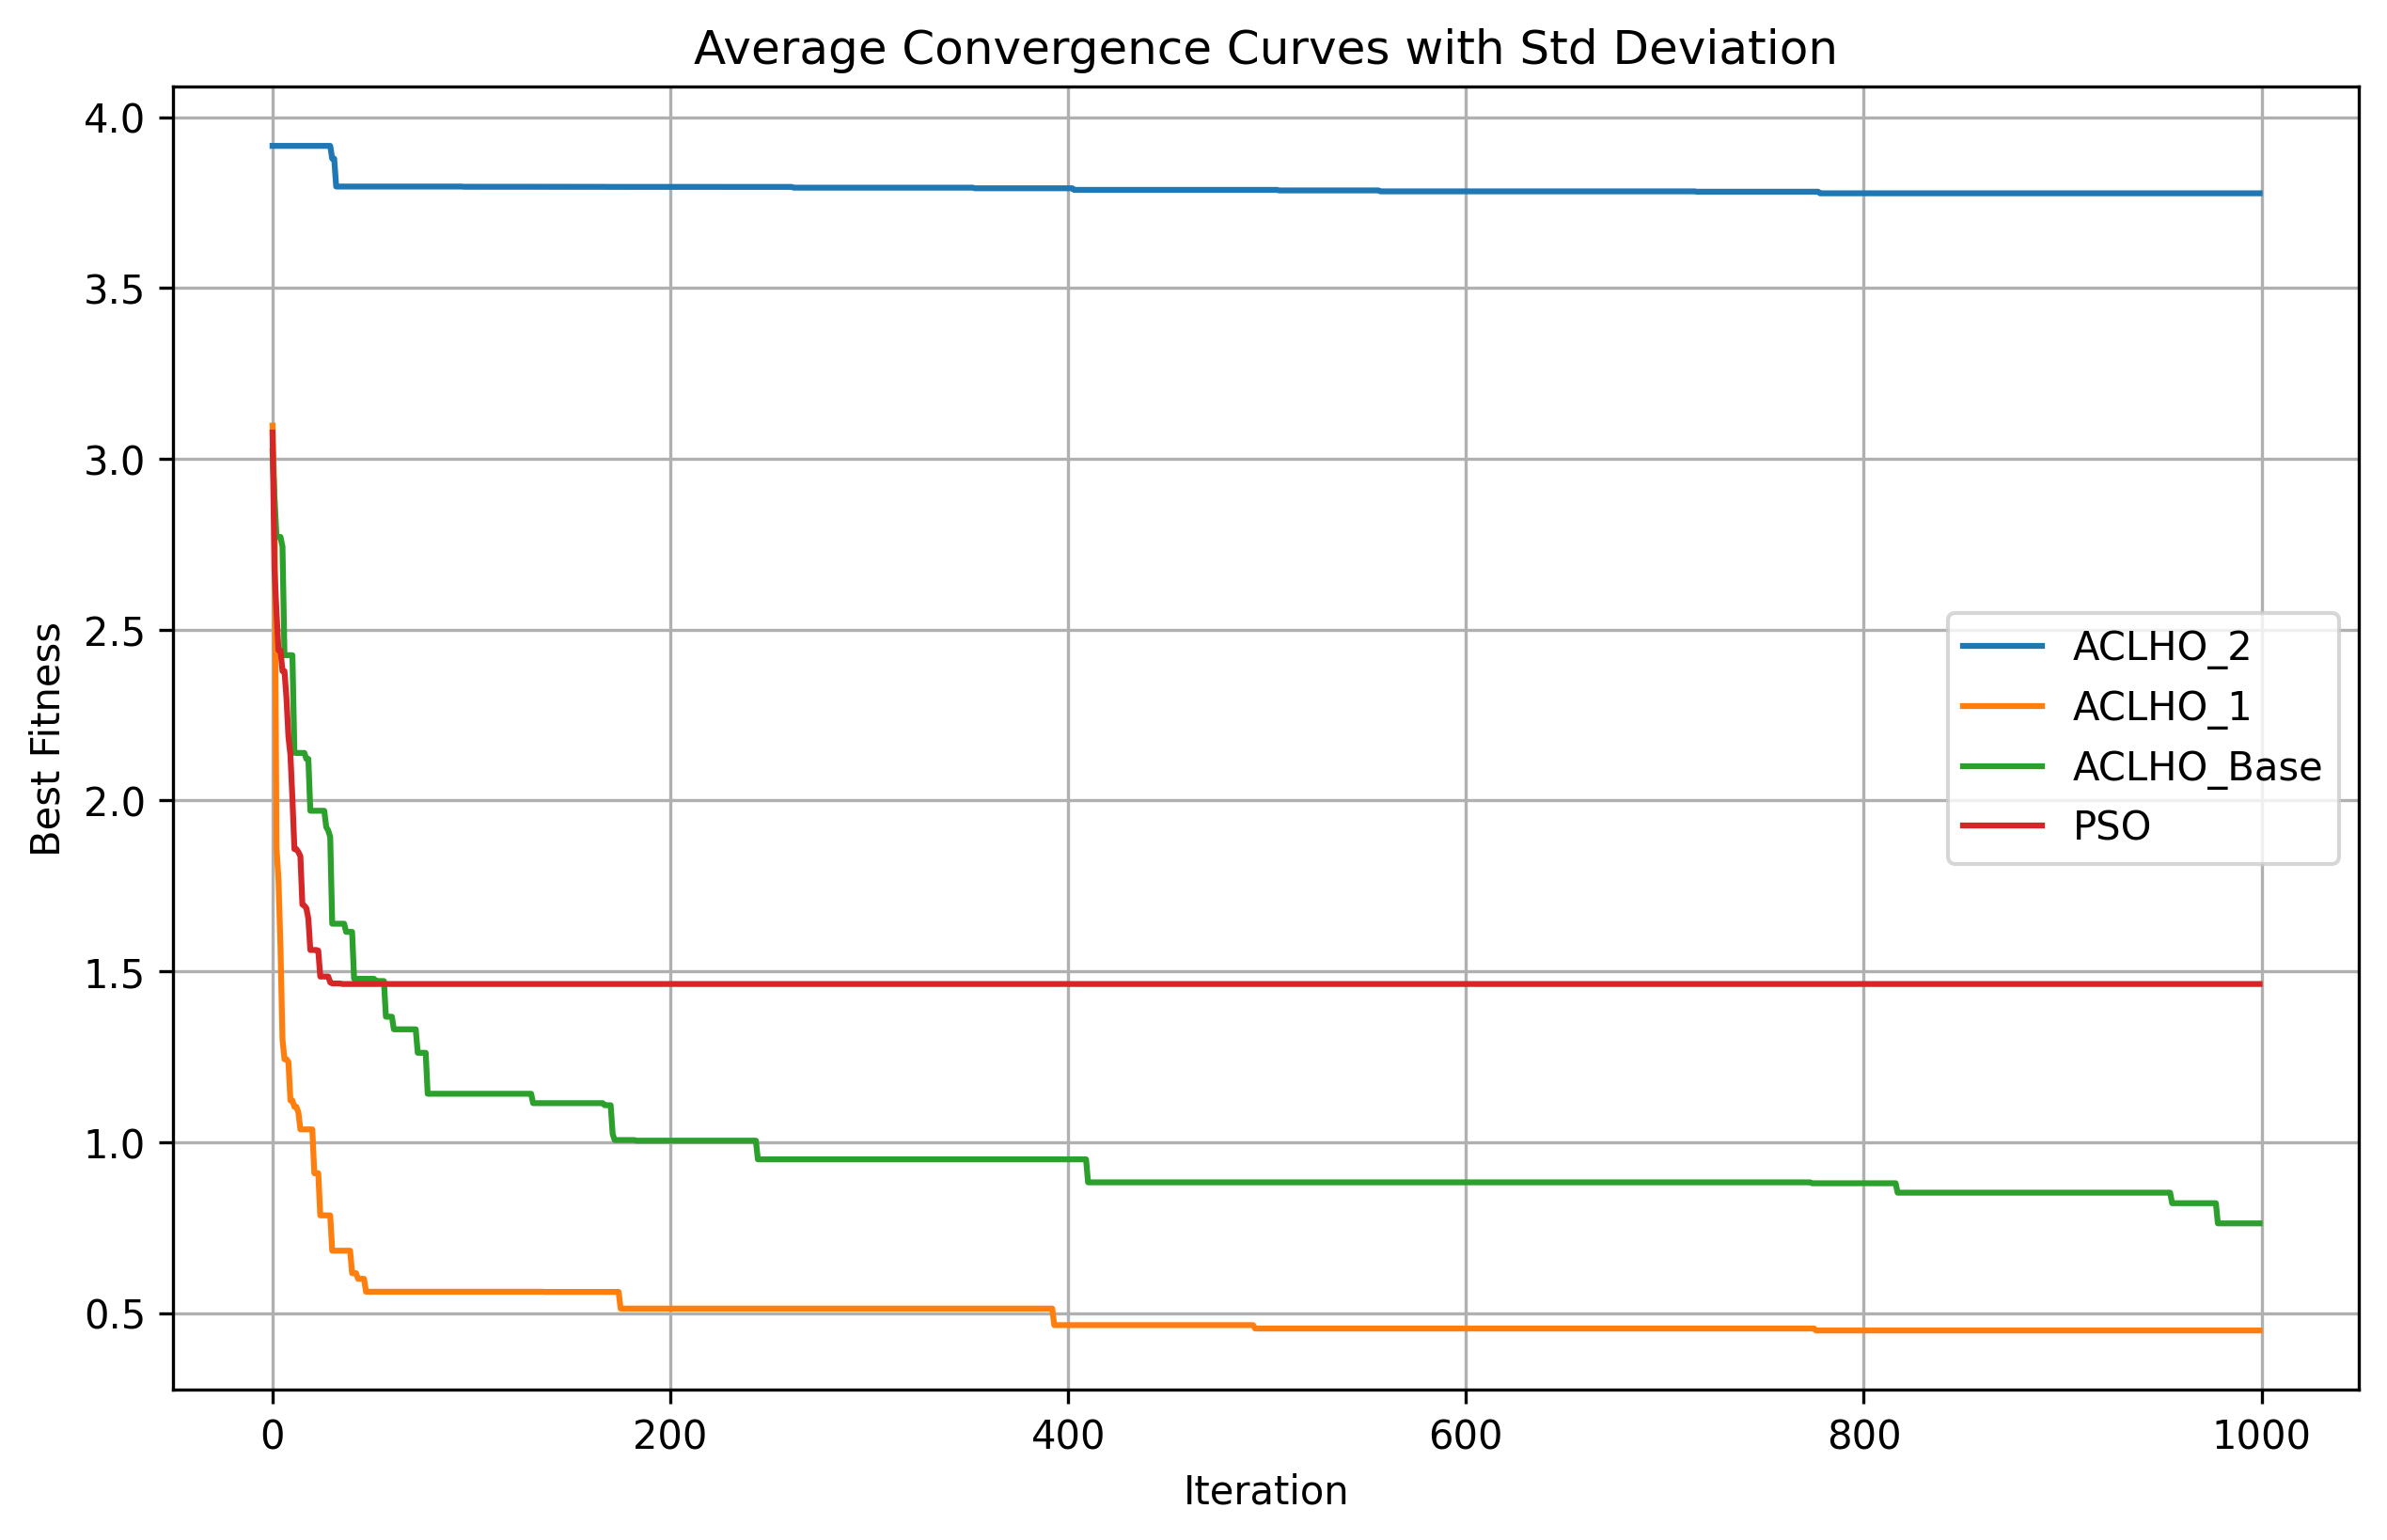 Average Convergence Curves with Std Deviation
Best Fitness
4.0
3.5
3.0
2.5
2.0
1.5
1.0
0.5
ACLHO_2
ACLHO_1
ACLHO_Base
PSO
0 200 400 600 800 1000
Iteration